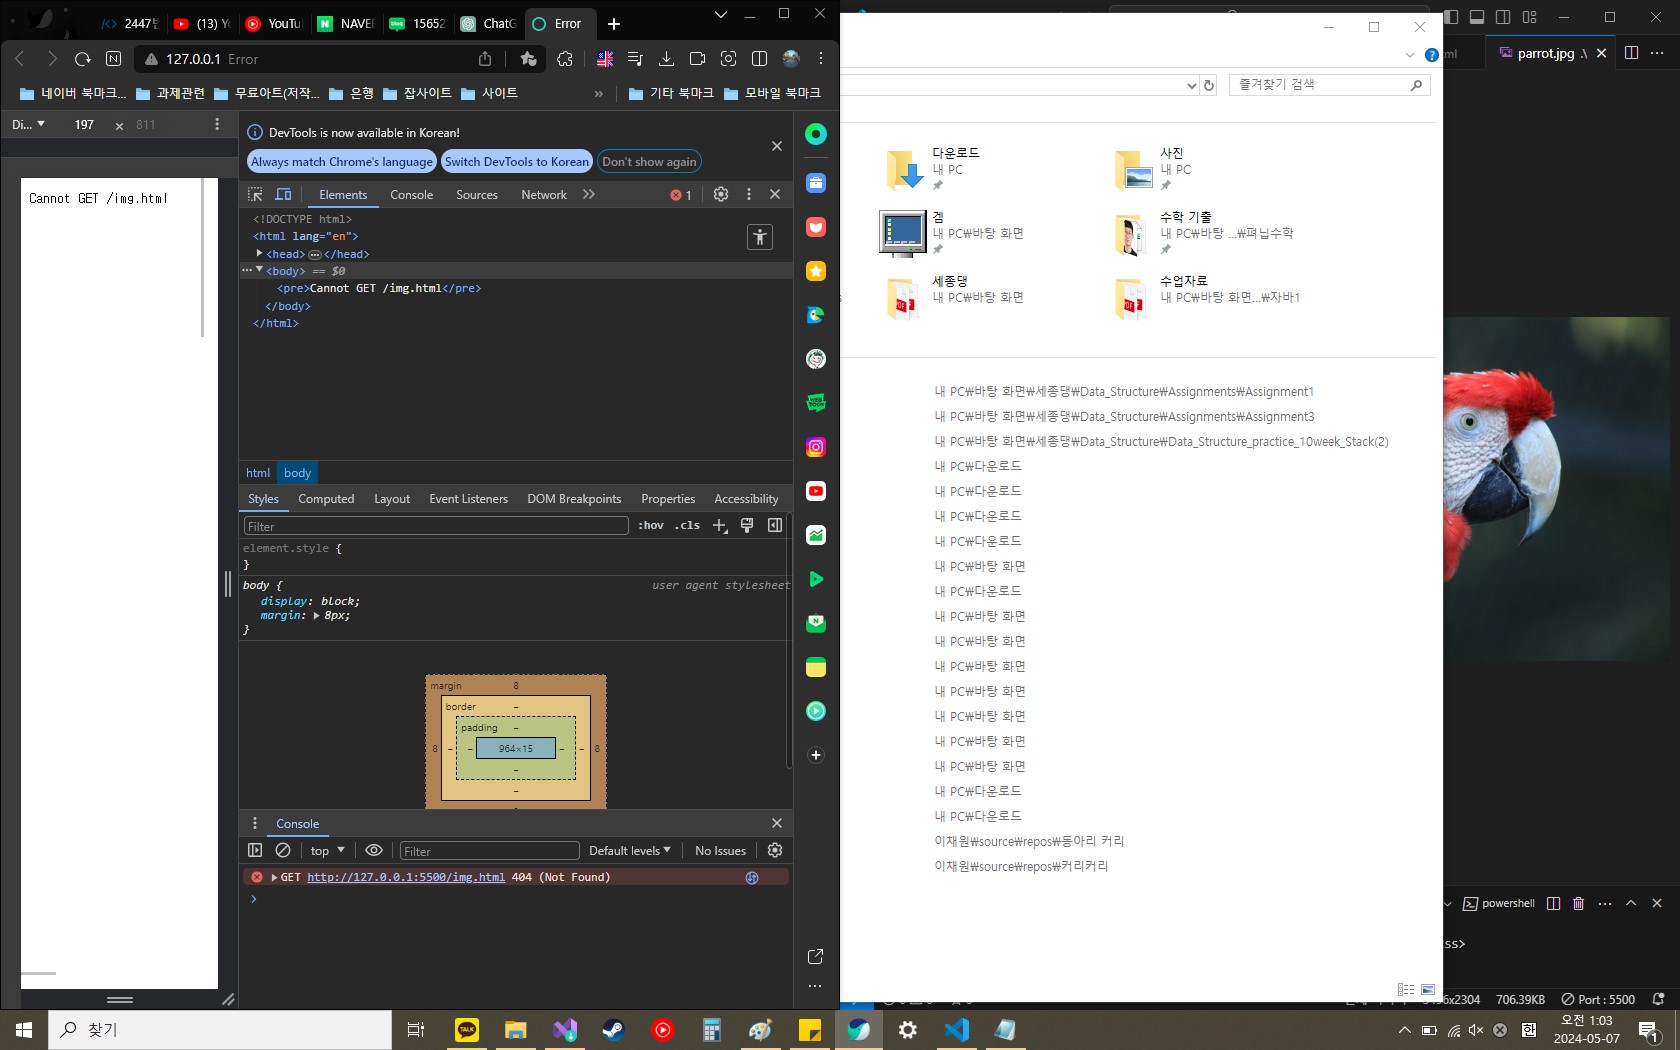 2447번
(13) Yo
YouTu
NAVER
15652
ChatG
Error
127.0.0.1 Error
네이버 북마크...
과제관련
무료아트(저작...
은행
잡사이트
사이트
»
기타 북마크
모바일 북마크
Di... ▼ 197 × 811
Cannot GET /img.html
DevTools is now available in Korean!
Always match Chrome's language
Switch DevTools to Korean
Don't show again
Elements
Console
Sources
Network
»
1
<!DOCTYPE html>
<html lang="en">
<head> ... </head>
... <body> == $0
<pre>Cannot GET /img.html</pre>
</body>
</html>
html body
Styles
Computed
Layout
Event Listeners
DOM Breakpoints
Properties
Accessibility
Filter
:hov .cls
element.style {
}
body {
user agent stylesheet
display: block;
margin: ▶ 8px;
}
margin 8
border –
padding –
8 – – 964×15 – – 8
–
–
Console
top ▼
Filter
Default levels ▼
No Issues
GET http://127.0.0.1:5500/img.html 404 (Not Found)
즐겨찾기 검색
다운로드
내 PC
사진
내 PC
겜
내 PC₩바탕 화면
수학 기출
내 PC₩바탕 ...₩펴닙수학
세종댕
내 PC₩바탕 화면
수업자료
내 PC₩바탕 화면...₩자바1
내 PC₩바탕 화면₩세종댕₩Data_Structure₩Assignments₩Assignment1
내 PC₩바탕 화면₩세종댕₩Data_Structure₩Assignments₩Assignment3
내 PC₩바탕 화면₩세종댕₩Data_Structure₩Data_Structure_practice_10week_Stack(2)
내 PC₩다운로드
내 PC₩다운로드
내 PC₩다운로드
내 PC₩다운로드
내 PC₩바탕 화면
내 PC₩다운로드
내 PC₩바탕 화면
내 PC₩바탕 화면
내 PC₩바탕 화면
내 PC₩바탕 화면
내 PC₩바탕 화면
내 PC₩바탕 화면
내 PC₩바탕 화면
내 PC₩다운로드
내 PC₩다운로드
이채원₩source₩repos₩동아리 커리
이채원₩source₩repos₩커리커리
ml
parrot.jpg .\
powershell
ss>
2304
706.39KB
Port : 5500
찾기
TALK
한
오전 1:03
2024-05-07
1